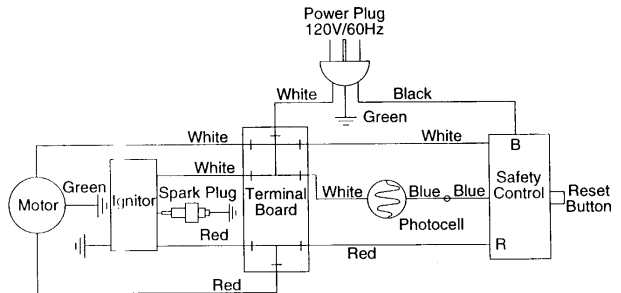 Power Plug
120V/60Hz
White
Black
Green
White
White
B
White
Green
Ignitor
Spark Plug
Terminal
Board
White
Blue
Blue
Safety
Control
Reset
Button
Motor
Photocell
Red
Red
R
Red